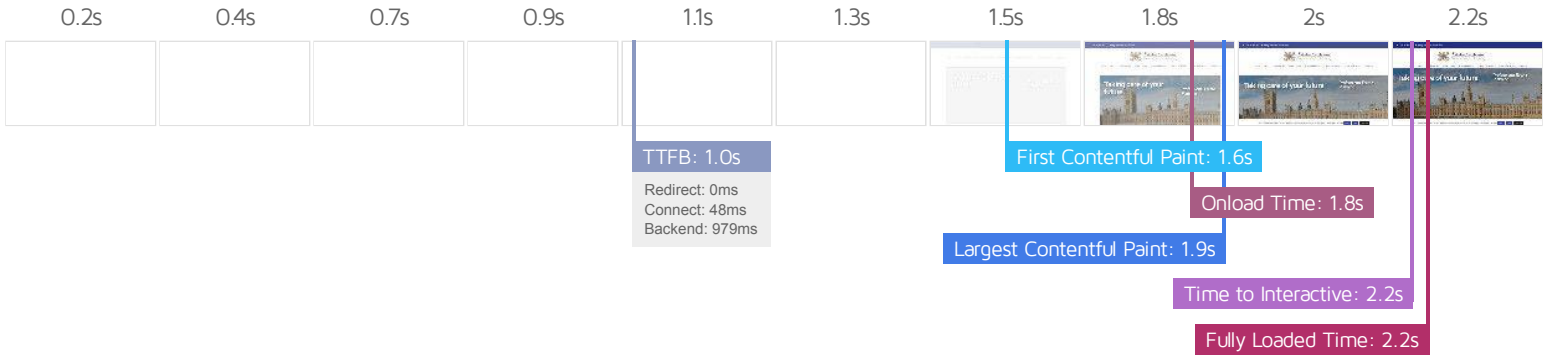 0.2s 0.4s 0.7s 0.9s 1.1s 1.3s 1.5s 1.8s 2s 2.2s
Taking care of your
future
Taking care of your future
Taking care of your future
TTFB: 1.0s
Redirect: 0ms
Connect: 48ms
Backend: 979ms
First Contentful Paint: 1.6s
Onload Time: 1.8s
Largest Contentful Paint: 1.9s
Time to Interactive: 2.2s
Fully Loaded Time: 2.2s